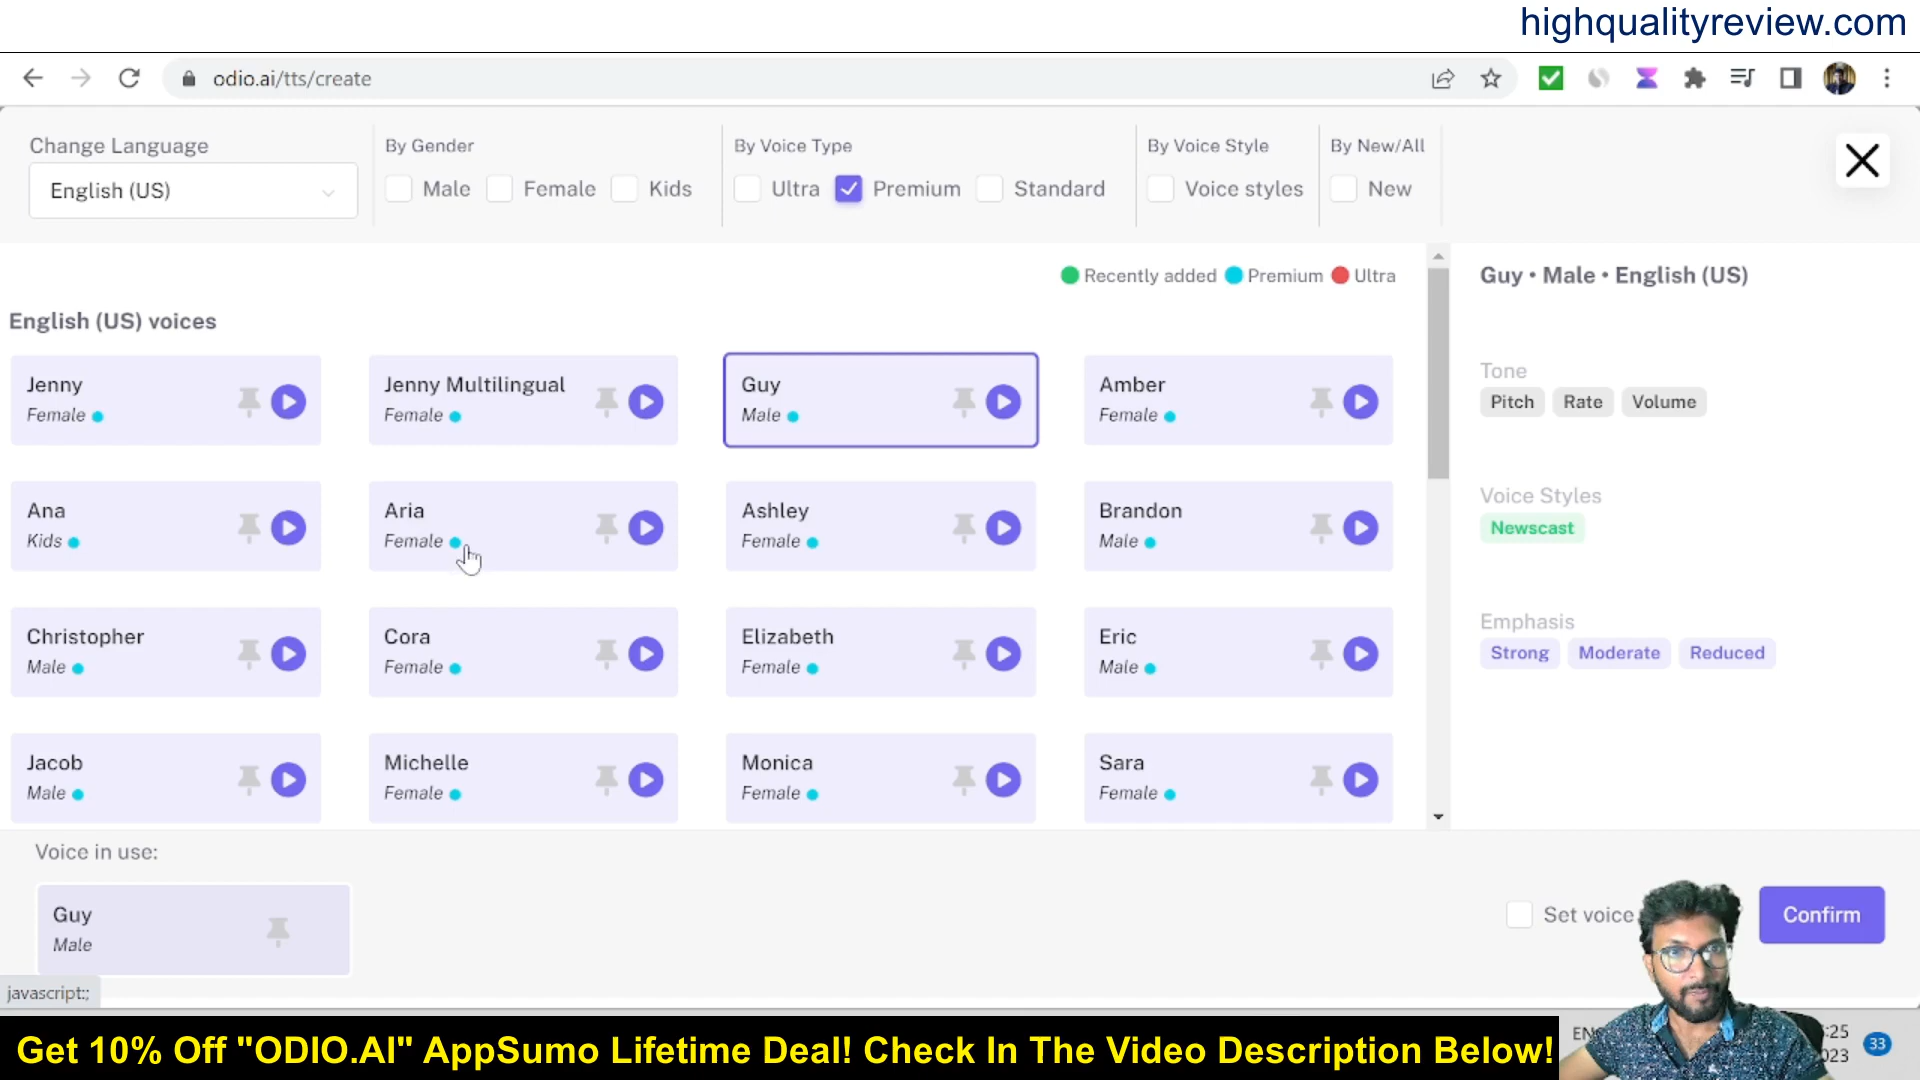 highqualityreview.com
odio.ai/tts/create
Change Language
English (US)
By Gender
Male Female Kids
By Voice Type
Ultra Premium Standard
By Voice Style
Voice styles
By New/All
New
Recently added Premium Ultra
English (US) voices
Jenny
Female
Jenny Multilingual
Female
Guy
Male
Amber
Female
Ana
Kids
Aria
Female
Ashley
Female
Brandon
Male
Christopher
Male
Cora
Female
Elizabeth
Female
Eric
Male
Jacob
Male
Michelle
Female
Monica
Female
Sara
Female
Guy • Male • English (US)
Tone
Pitch Rate Volume
Voice Styles
Newscast
Emphasis
Strong Moderate Reduced
Voice in use:
Guy
Male
Set voice
Confirm
javascript:;
Get 10% Off "ODIO.AI" AppSumo Lifetime Deal! Check In The Video Description Below!
:25
023
33